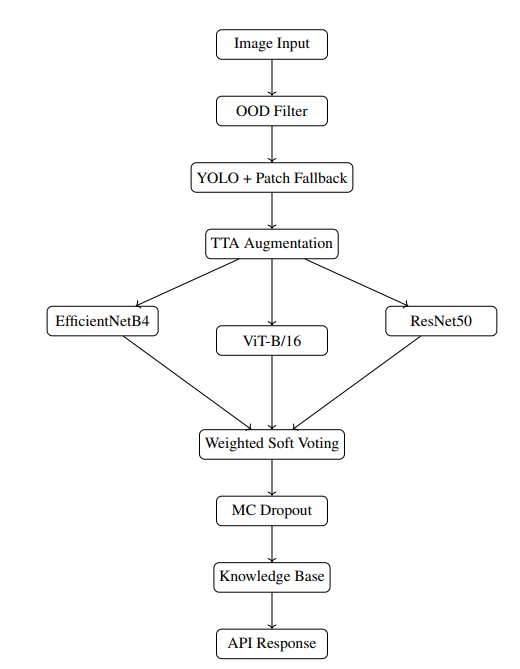 Image Input
OOD Filter
YOLO + Patch Fallback
TTA Augmentation
EfficientNetB4
ViT-B/16
ResNet50
Weighted Soft Voting
MC Dropout
Knowledge Base
API Response